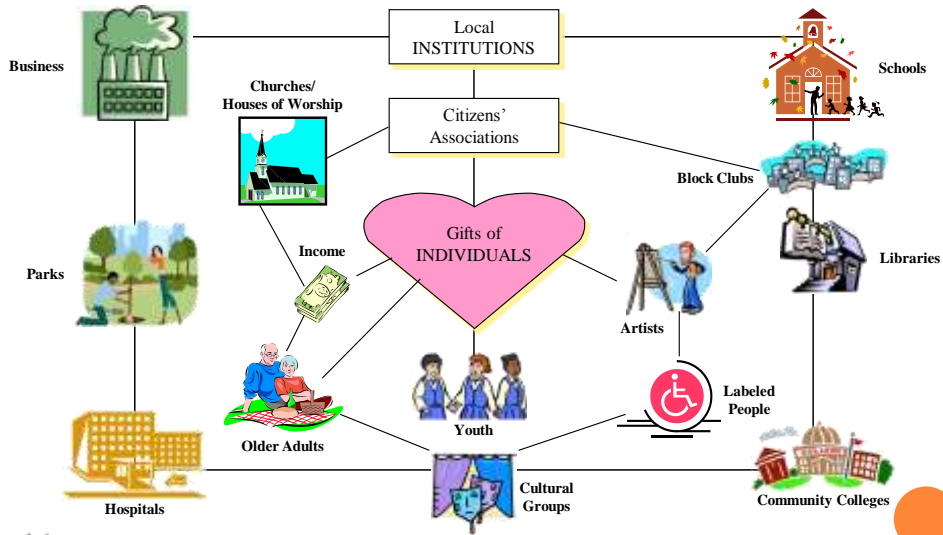 Local
INSTITUTIONS
Business
Schools
Churches/
Houses of Worship
Citizens'
Associations
Block Clubs
Gifts of
INDIVIDUALS
Income
Parks
Libraries
Artists
Labeled
People
Youth
Older Adults
Cultural
Groups
Hospitals
Community Colleges